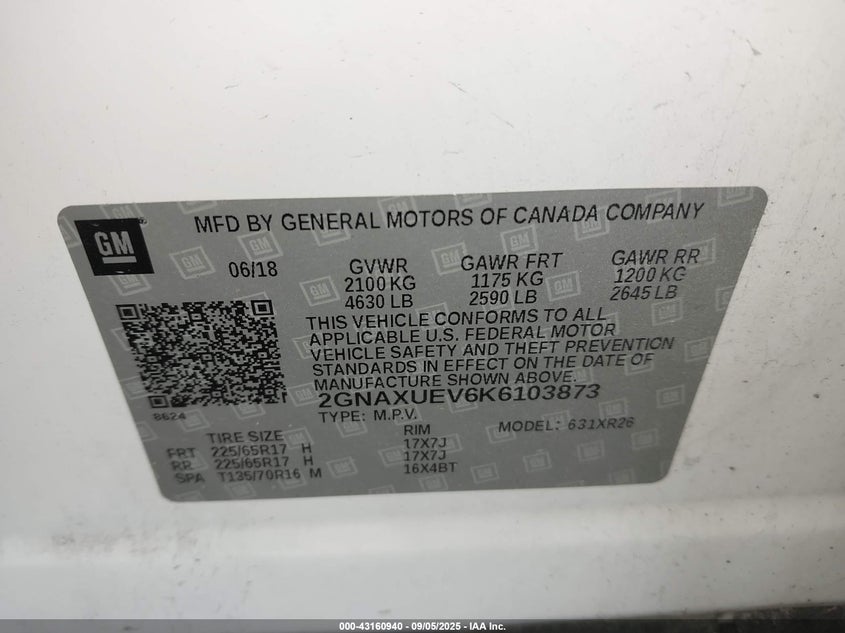 GM
MFD BY GENERAL MOTORS OF CANADA COMPANY
06/18 GVWR GAWR FRT GAWR RR
2100 KG 1175 KG 1200 KG
4630 LB 2590 LB 2645 LB
THIS VEHICLE CONFORMS TO ALL
APPLICABLE U.S. FEDERAL MOTOR
VEHICLE SAFETY AND THEFT PREVENTION
STANDARDS IN EFFECT ON THE DATE OF
MANUFACTURE SHOWN ABOVE.
2GNAXUEV6K6103873
8624
TYPE: M.P.V. MODEL: 631XR26
TIRE SIZE RIM
FRT 225/65R17 H 17X7J
RR 225/65R17 H 17X7J
SPA T135/70R16 M 16X4BT
000-43160940 - 09/05/2025 - IAA Inc.